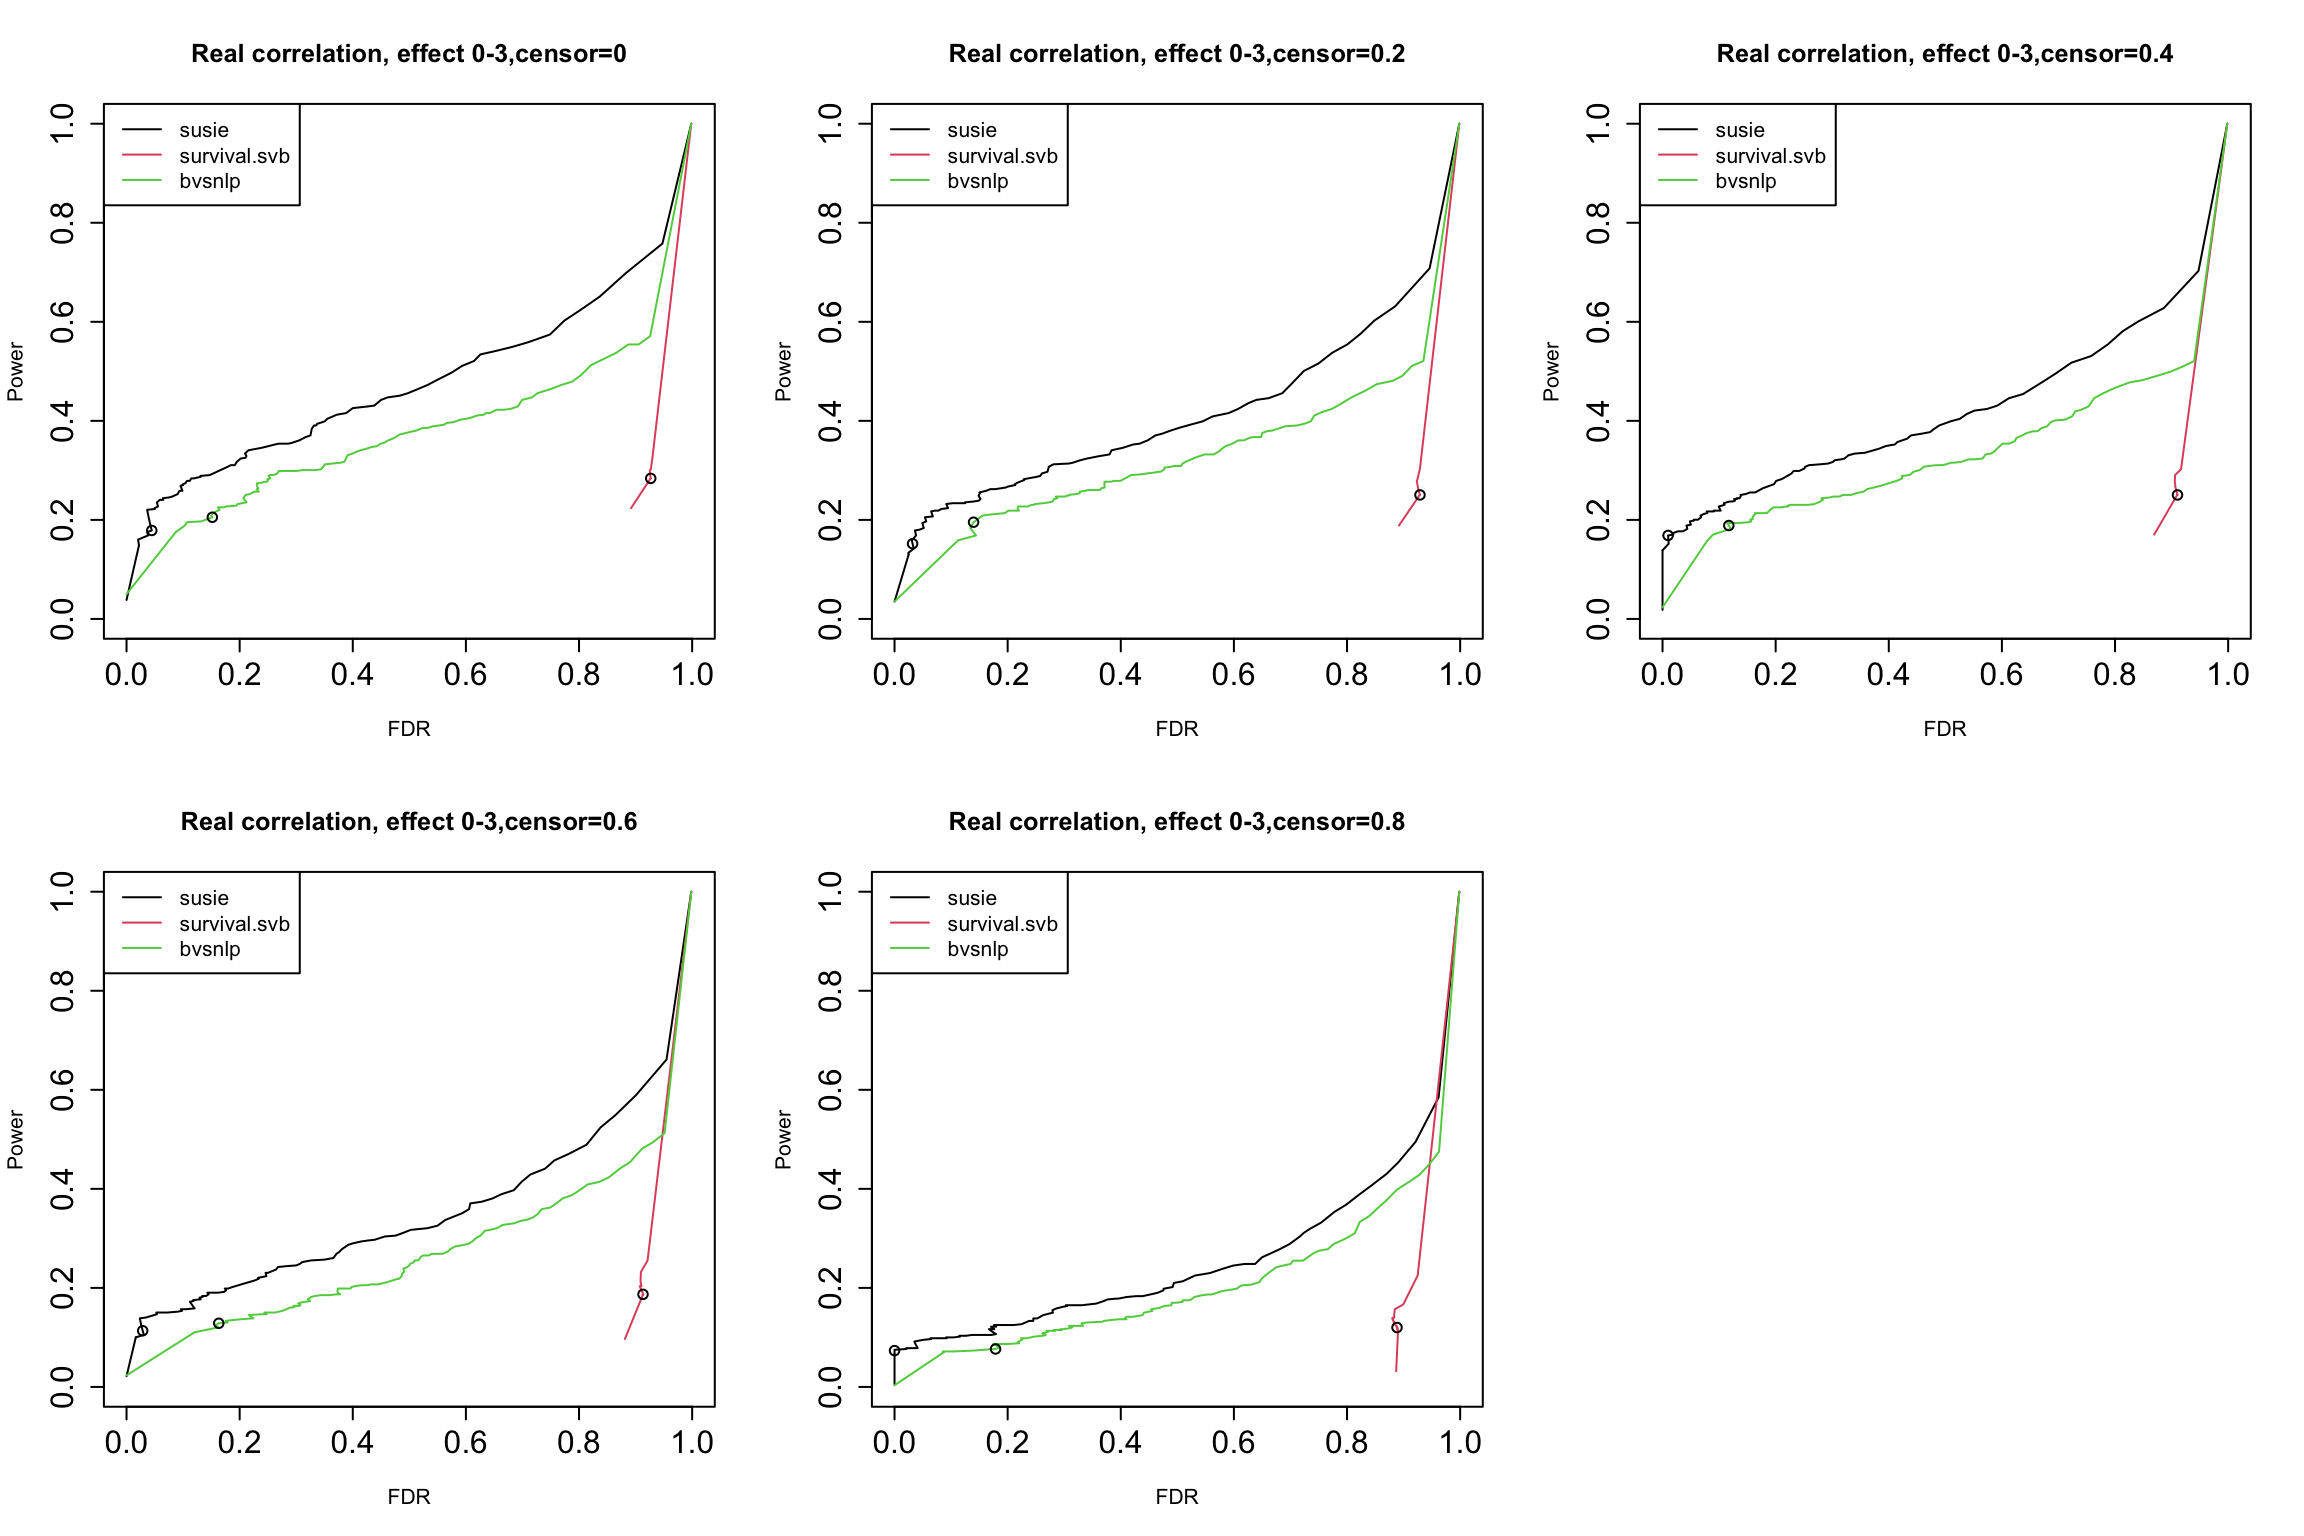 Real correlation, effect 0-3,censor=0
susie
survival.svb
bvsnlp
Power
0.0 0.2 0.4 0.6 0.8 1.0
0.0 0.2 0.4 0.6 0.8 1.0
FDR
Real correlation, effect 0-3,censor=0.2
susie
survival.svb
bvsnlp
Power
0.0 0.2 0.4 0.6 0.8 1.0
0.0 0.2 0.4 0.6 0.8 1.0
FDR
Real correlation, effect 0-3,censor=0.4
susie
survival.svb
bvsnlp
Power
0.0 0.2 0.4 0.6 0.8 1.0
0.0 0.2 0.4 0.6 0.8 1.0
FDR
Real correlation, effect 0-3,censor=0.6
susie
survival.svb
bvsnlp
Power
0.0 0.2 0.4 0.6 0.8 1.0
0.0 0.2 0.4 0.6 0.8 1.0
FDR
Real correlation, effect 0-3,censor=0.8
susie
survival.svb
bvsnlp
Power
0.0 0.2 0.4 0.6 0.8 1.0
0.0 0.2 0.4 0.6 0.8 1.0
FDR